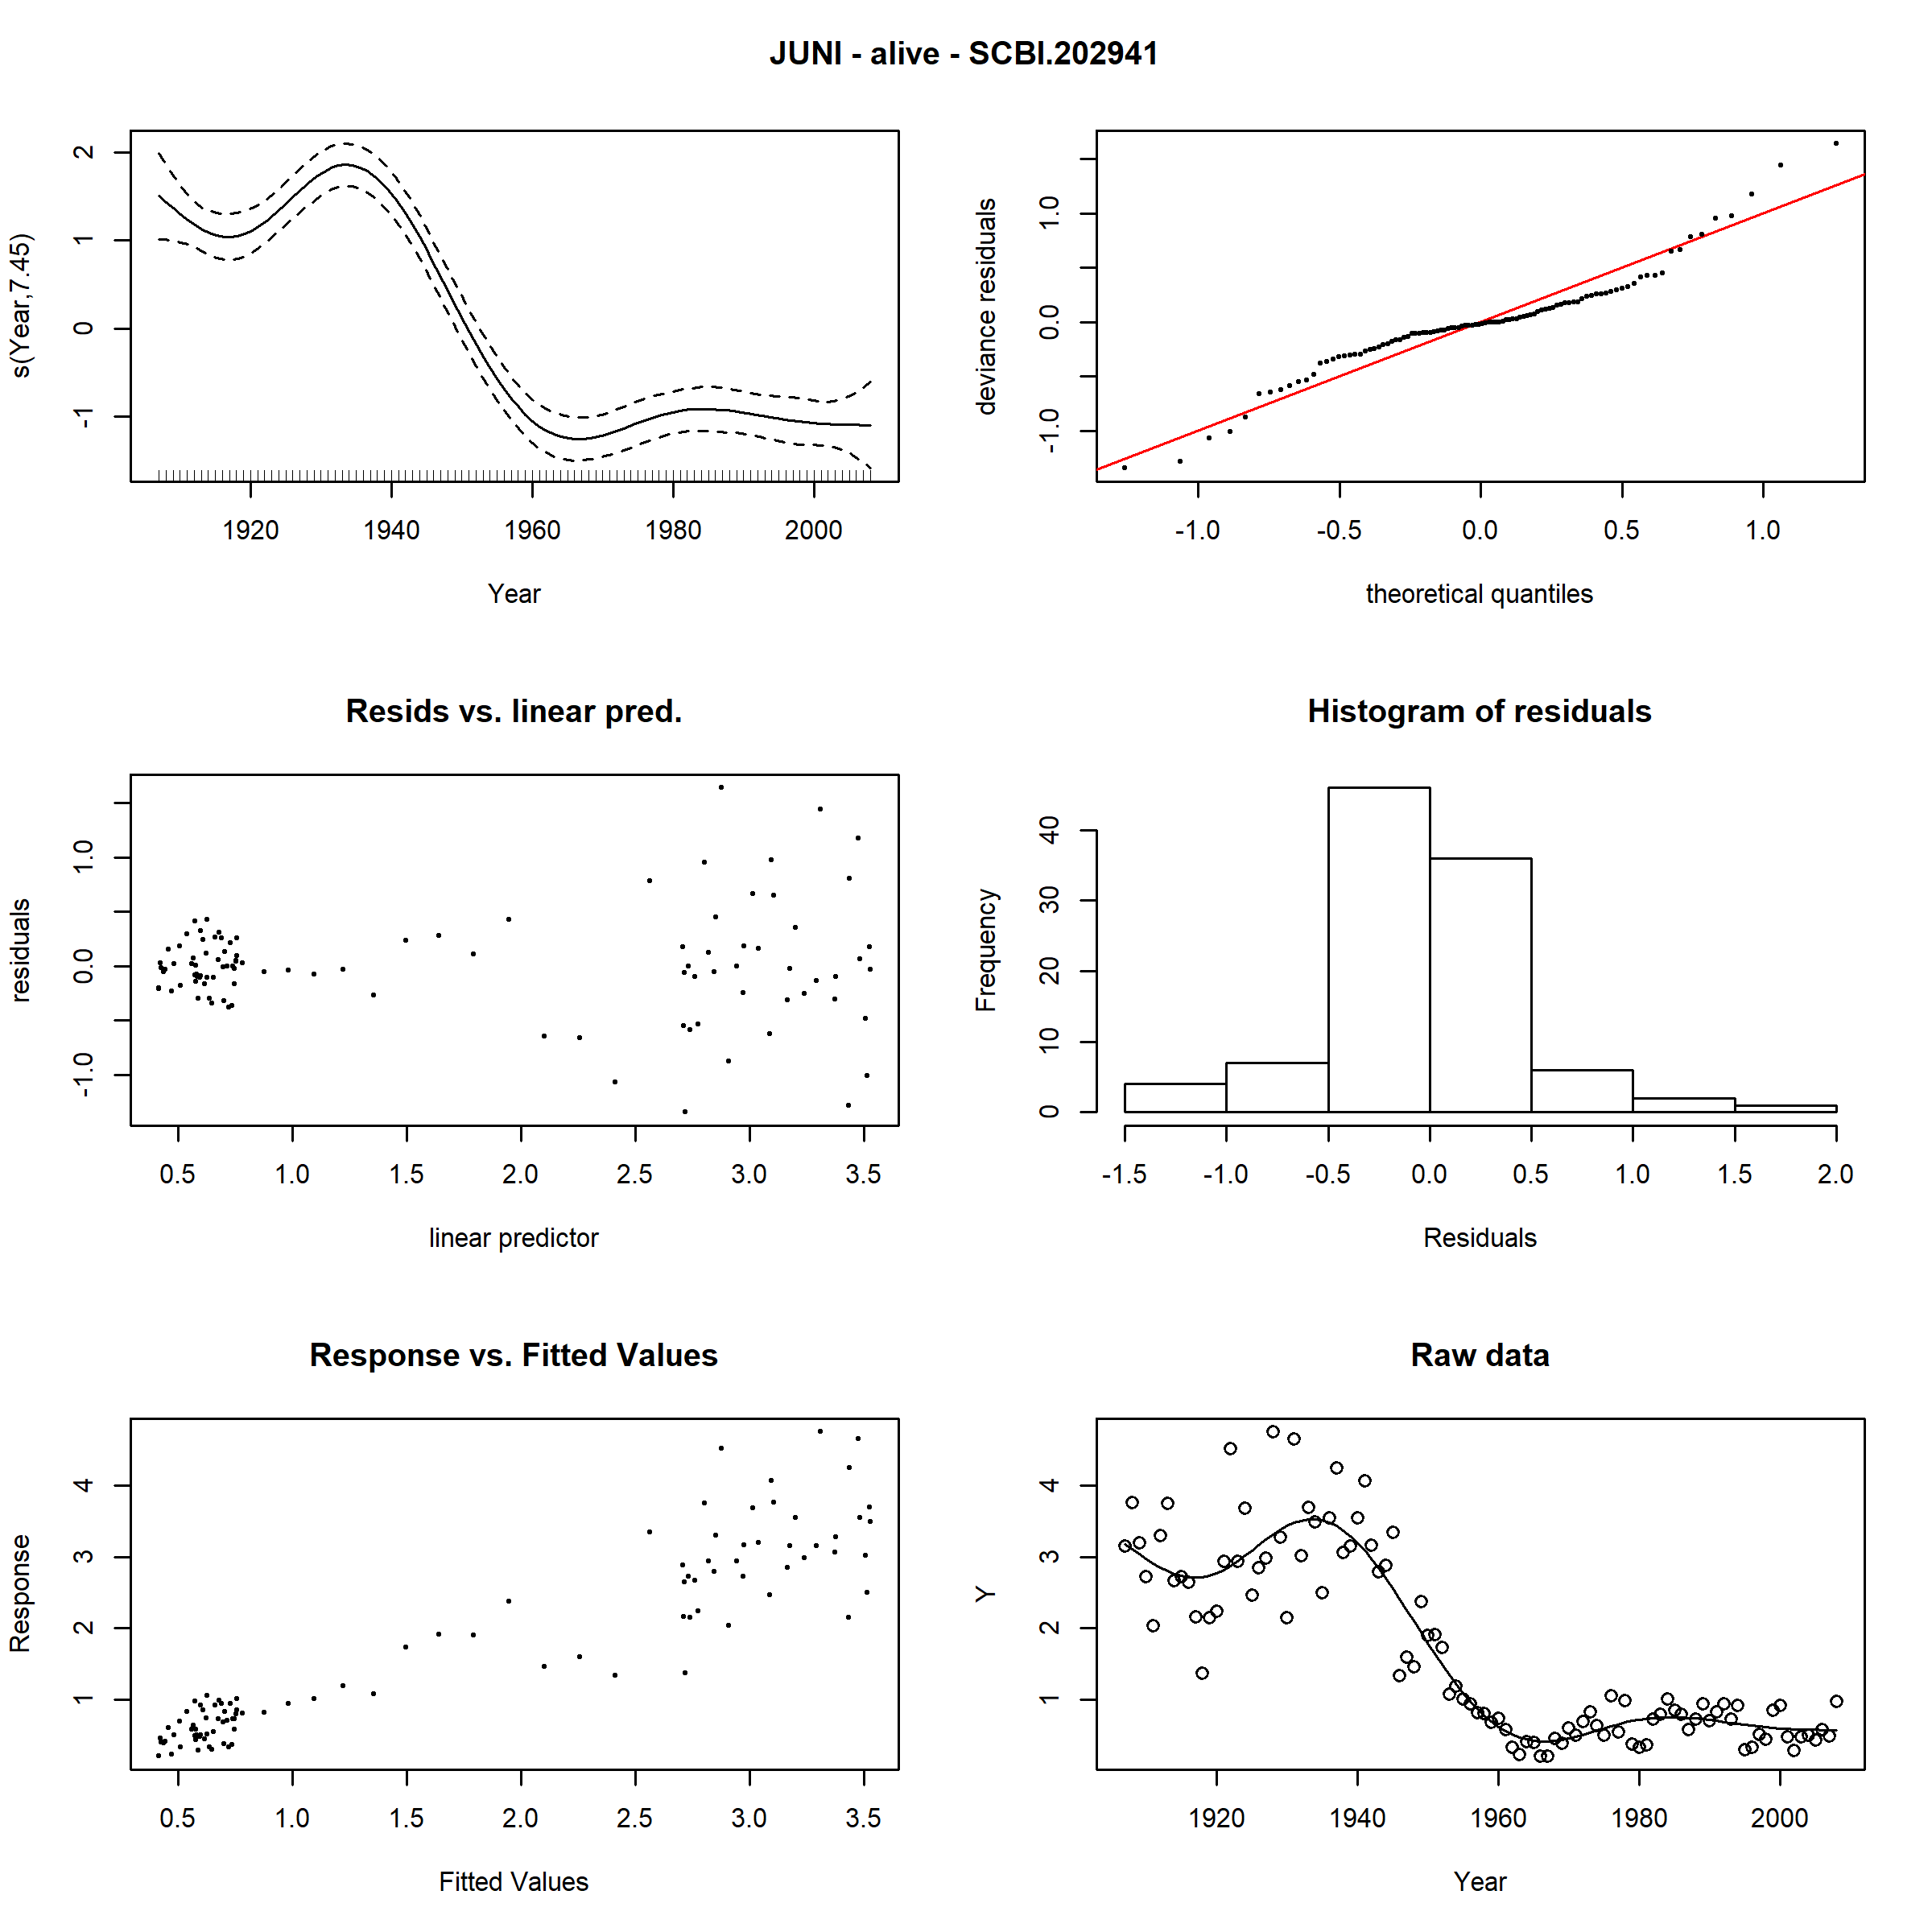 JUNI - alive - SCBI.202941
s(Year,7.45)
2
1
0
-1
1920 1940 1960 1980 2000
Year
deviance residuals
1.0
0.0
-1.0
-1.0 -0.5 0.0 0.5 1.0
theoretical quantiles
Resids vs. linear pred.
residuals
1.0
0.0
-1.0
0.5 1.0 1.5 2.0 2.5 3.0 3.5
linear predictor
Histogram of residuals
Frequency
40
30
20
10
0
-1.5 -1.0 -0.5 0.0 0.5 1.0 1.5 2.0
Residuals
Response vs. Fitted Values
Response
4
3
2
1
0.5 1.0 1.5 2.0 2.5 3.0 3.5
Fitted Values
Raw data
Y
4
3
2
1
1920 1940 1960 1980 2000
Year